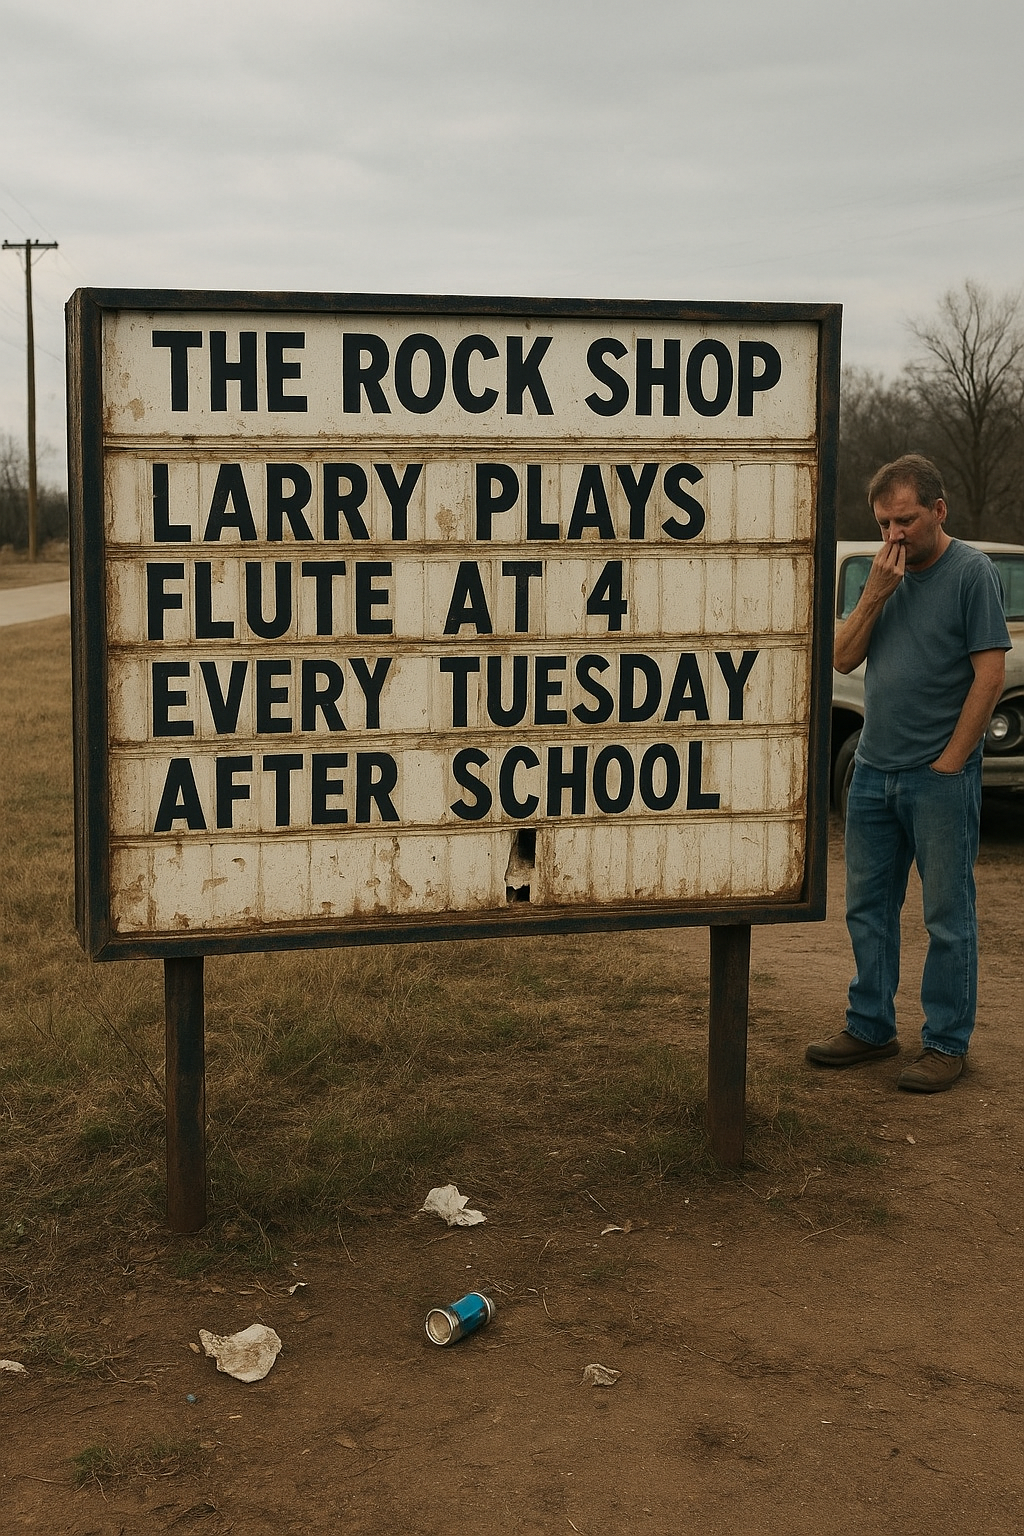 THE ROCK SHOP
LARRY PLAYS
FLUTE AT 4
EVERY TUESDAY
AFTER SCHOOL